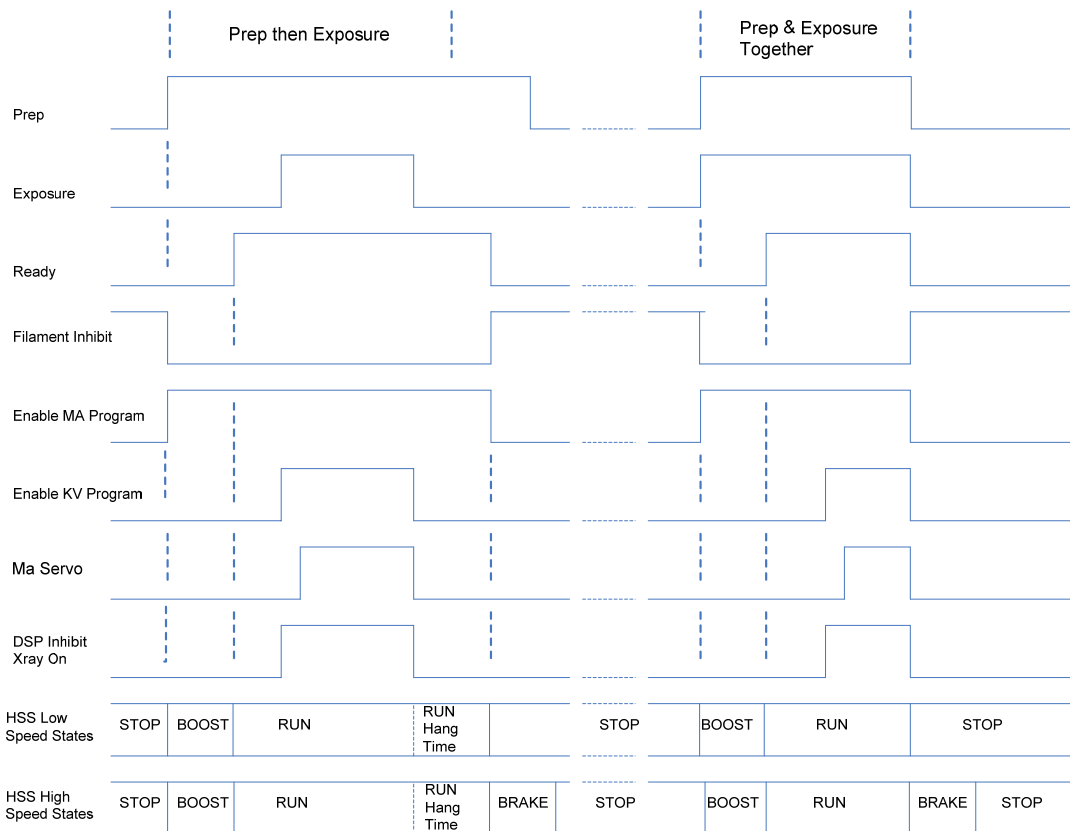 Prep then Exposure
Prep & Exposure
Together
Prep
Exposure
Ready
Filament Inhibit
Enable MA Program
Enable KV Program
Ma Servo
DSP Inhibit
Xray On
HSS Low
Speed States
STOP
BOOST
RUN
RUN
Hang
Time
STOP
BOOST
RUN
STOP
HSS High
Speed States
STOP
BOOST
RUN
RUN
Hang
Time
BRAKE
STOP
BOOST
RUN
BRAKE
STOP